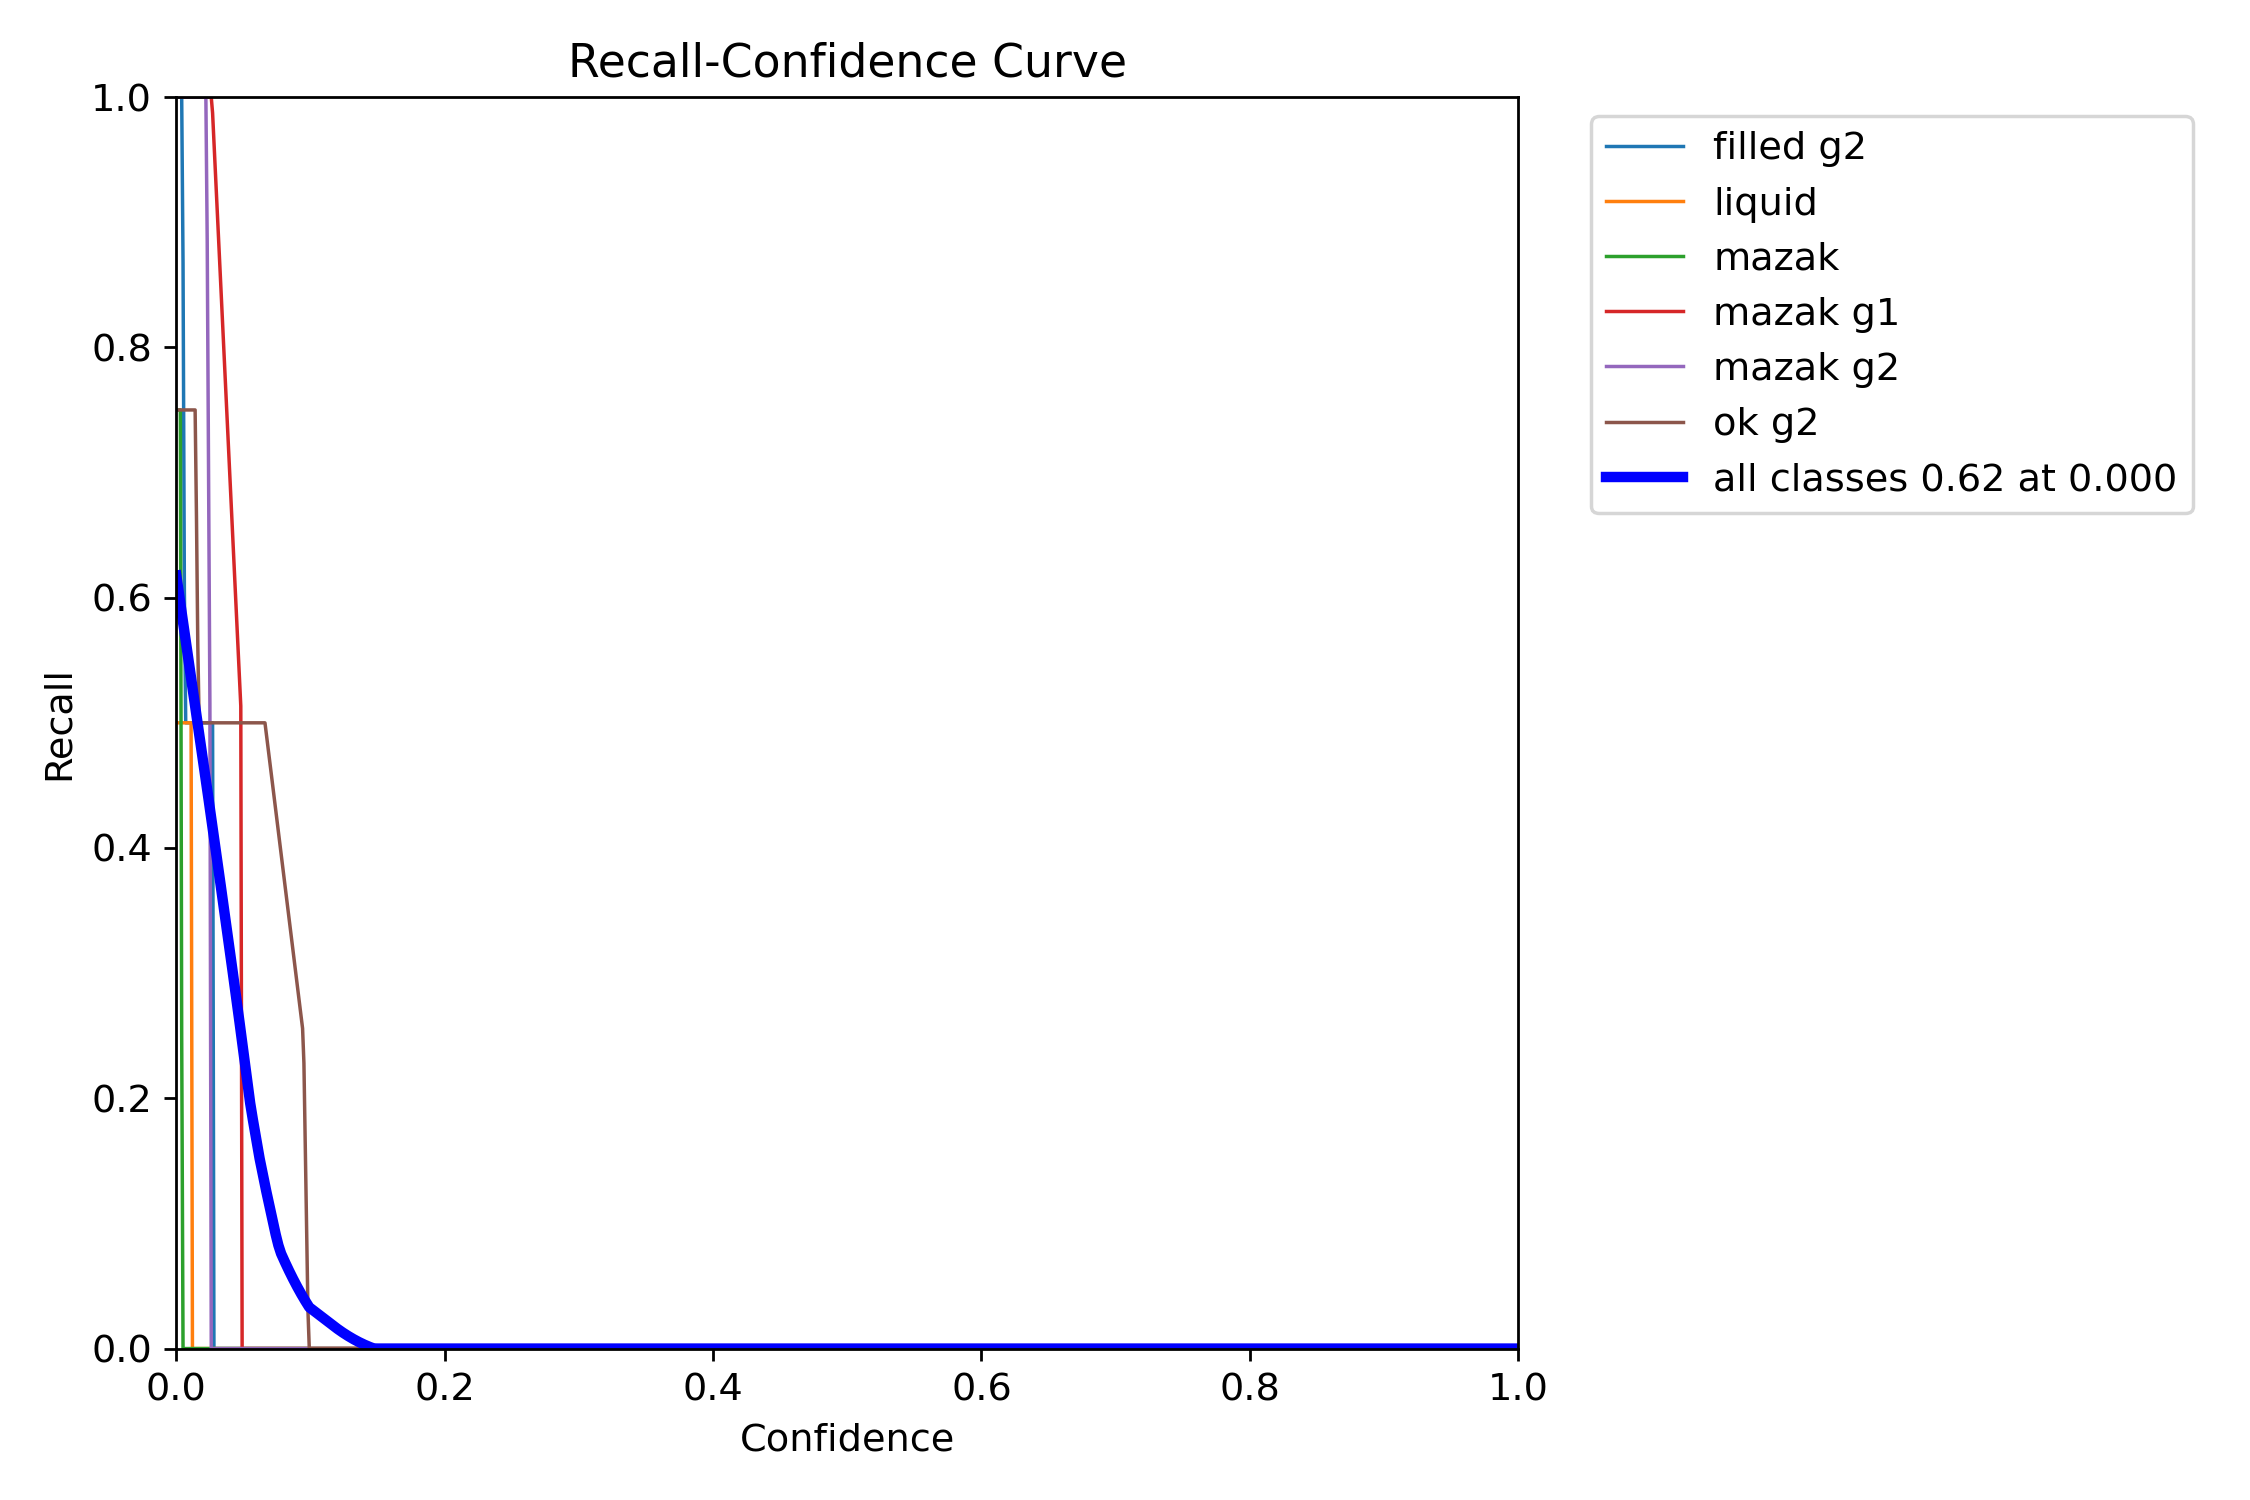 Recall-Confidence Curve
1.0
0.8
0.6
0.4
0.2
0.0
Recall
0.0 0.2 0.4 0.6 0.8 1.0
Confidence
filled g2
liquid
mazak
mazak g1
mazak g2
ok g2
all classes 0.62 at 0.000